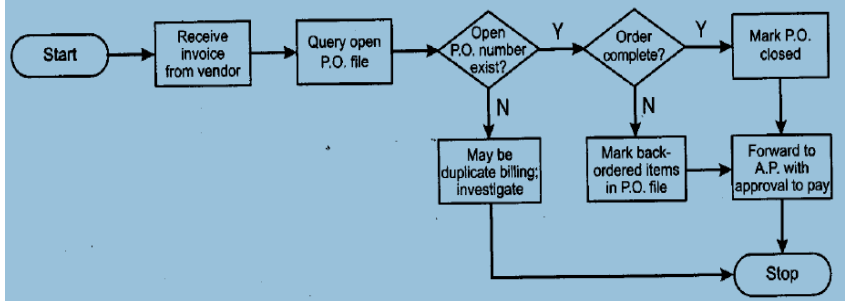 Start
Receive
invoice
from vendor
Query open
P.O. file
Open
P.O. number
exist?
Y
Order
complete?
Y
Mark P.O.
closed
N
N
May be
duplicate billing;
investigate
Mark back-
ordered items
in P.O. file
Forward to
A.P. with
approval to pay
Stop